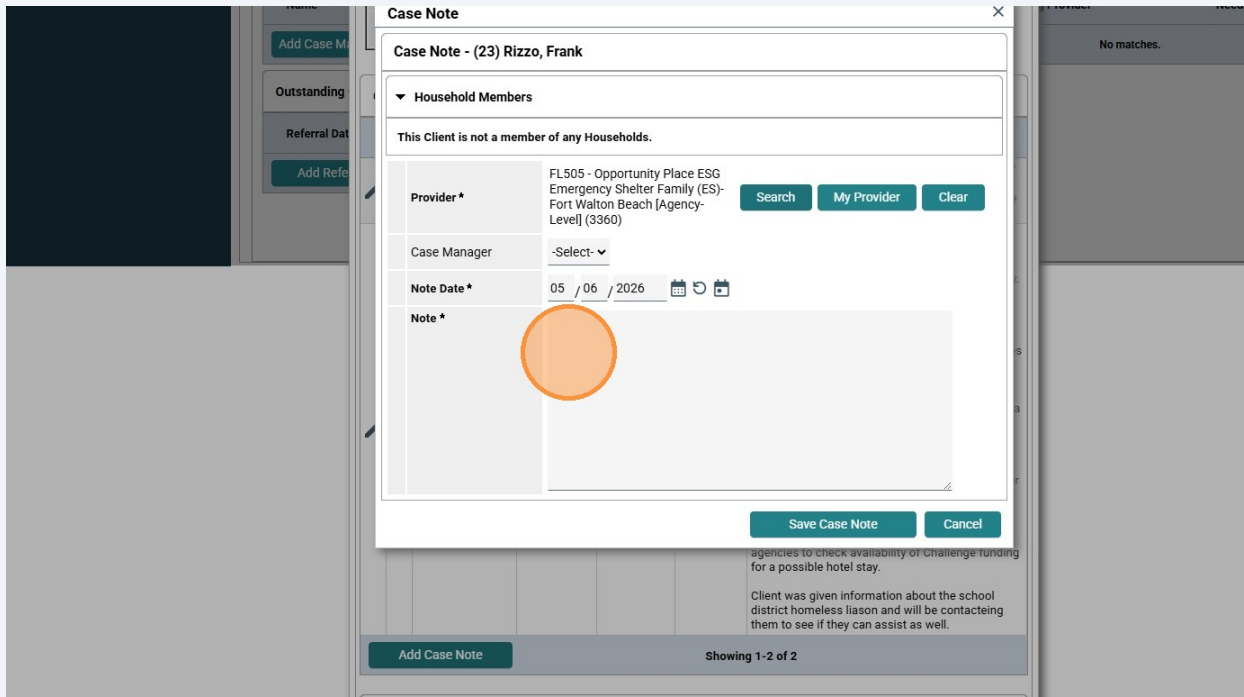 Name
Case Note
Provider
Need
Add Case Ma
Case Note - (23) Rizzo, Frank
No matches.
Outstanding
Household Members
Referral Dat
This Client is not a member of any Households.
Add Refe
Provider *
FL505 - Opportunity Place ESG
Emergency Shelter Family (ES)-
Fort Walton Beach [Agency-
Level] (3360)
Search
My Provider
Clear
Case Manager
-Select-
Note Date *
05 / 06 / 2026
Note *
Save Case Note
Cancel
agencies to check availability of Challenge funding
for a possible hotel stay.
Client was given information about the school
district homeless liason and will be contacteing
them to see if they can assist as well.
Add Case Note
Showing 1-2 of 2